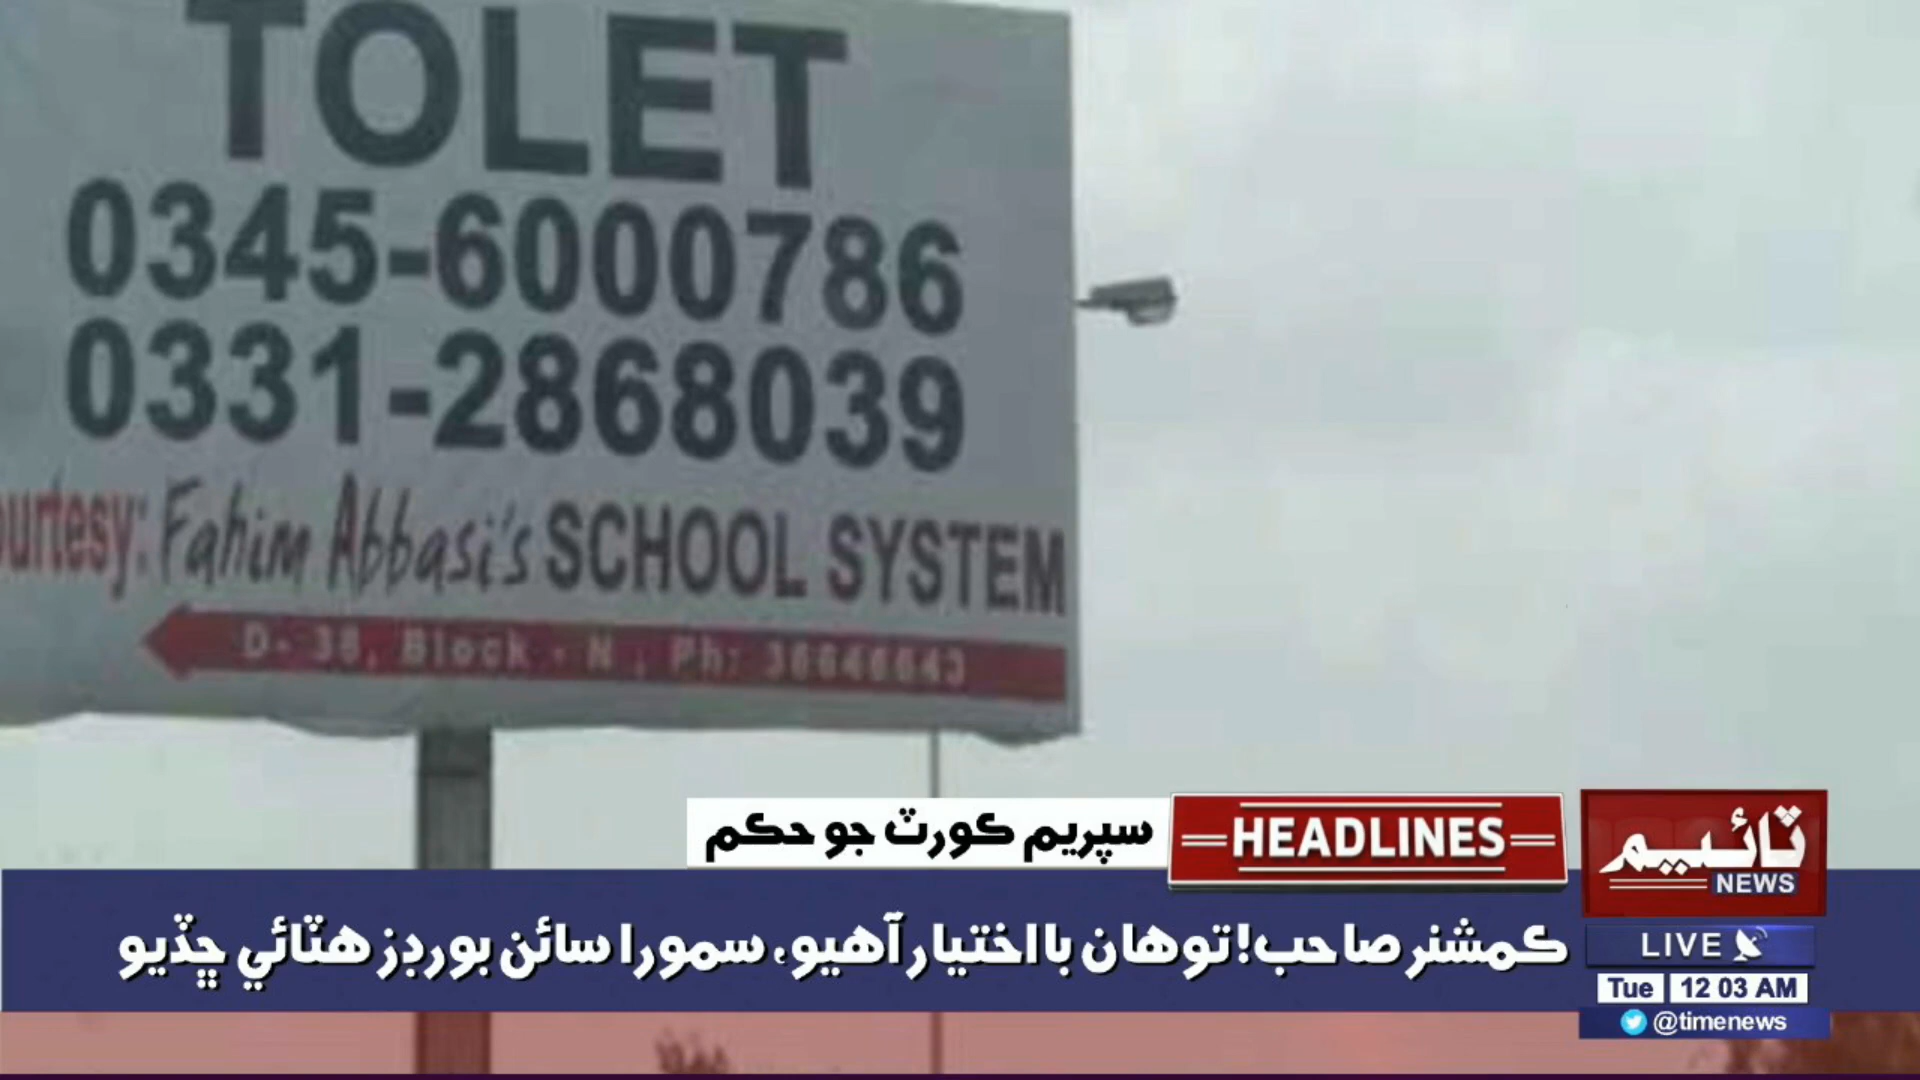 TOLET
0345-6000786
0331-2868039
ourtesy: Fahim Abbasi's SCHOOL SYSTEM
D- 38, Block - N , Ph: 36646643
سپريم ڪورٽ جو حڪم
HEADLINES
ٽائيم
NEWS
ڪمشنر صاحب! توهان بااختيار آهيو، سمورا سائن بورڊز هٽائي ڇڏيو
LIVE
Tue 12 03 AM
@timenews